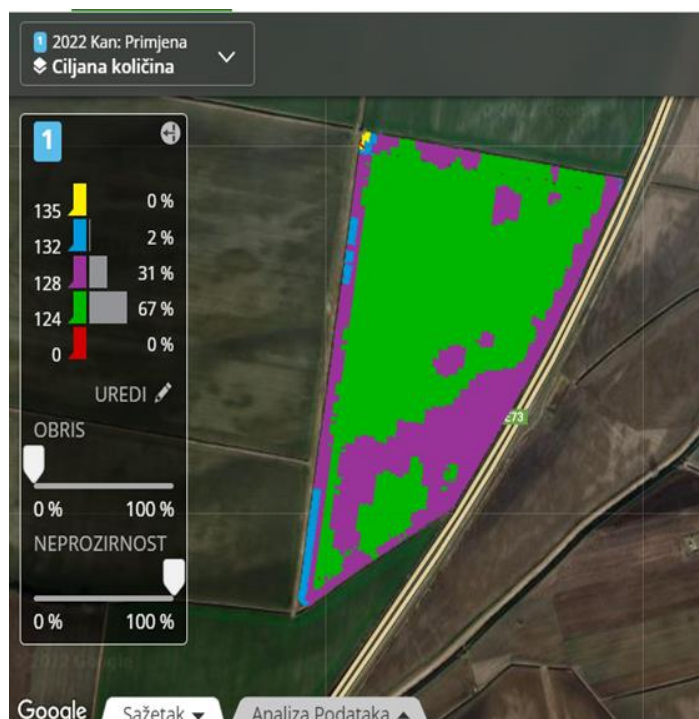 1 2022 Kan: Primjena
Ciljana količina
1
135 0 %
132 2 %
128 31 %
124 67 %
0 0 %
UREDI
OBRIS
0 % 100 %
NEPROZIRNOST
0 % 100 %
E73
Google
Sažetak
Analiza Podataka